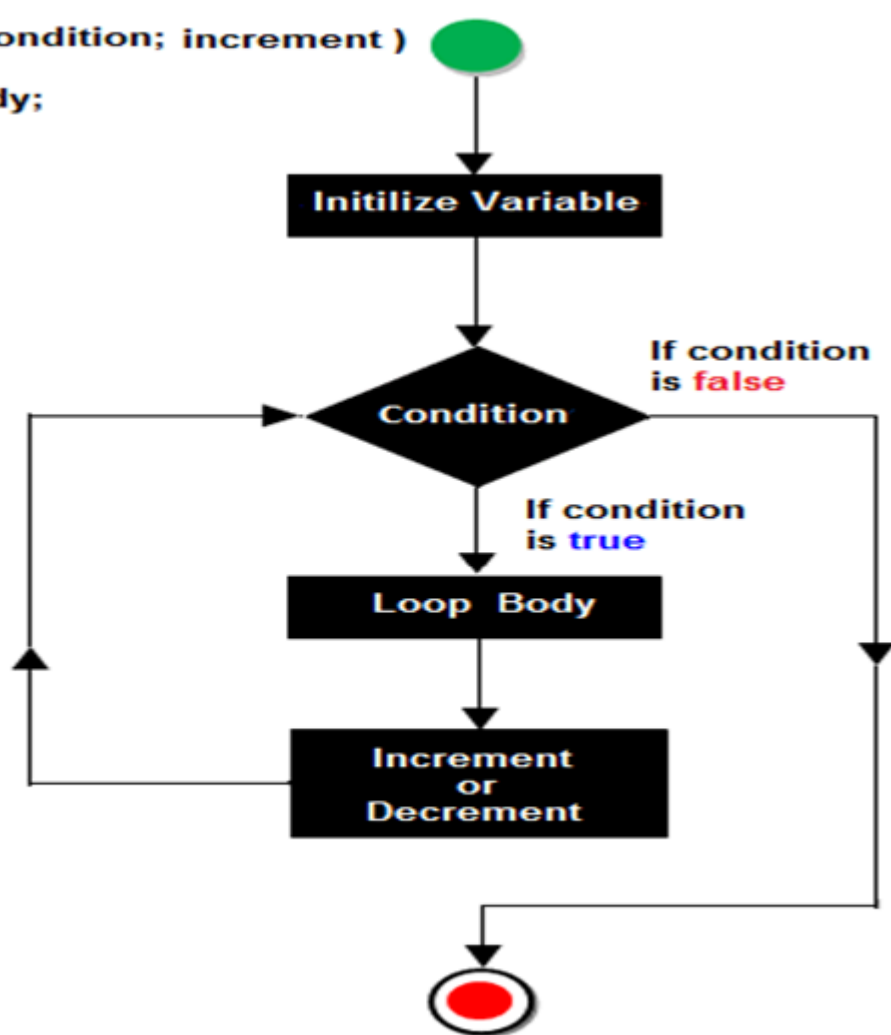 ondition; increment )
dy;
Initilize Variable
Condition
If condition
is false
If condition
is true
Loop Body
Increment
or
Decrement